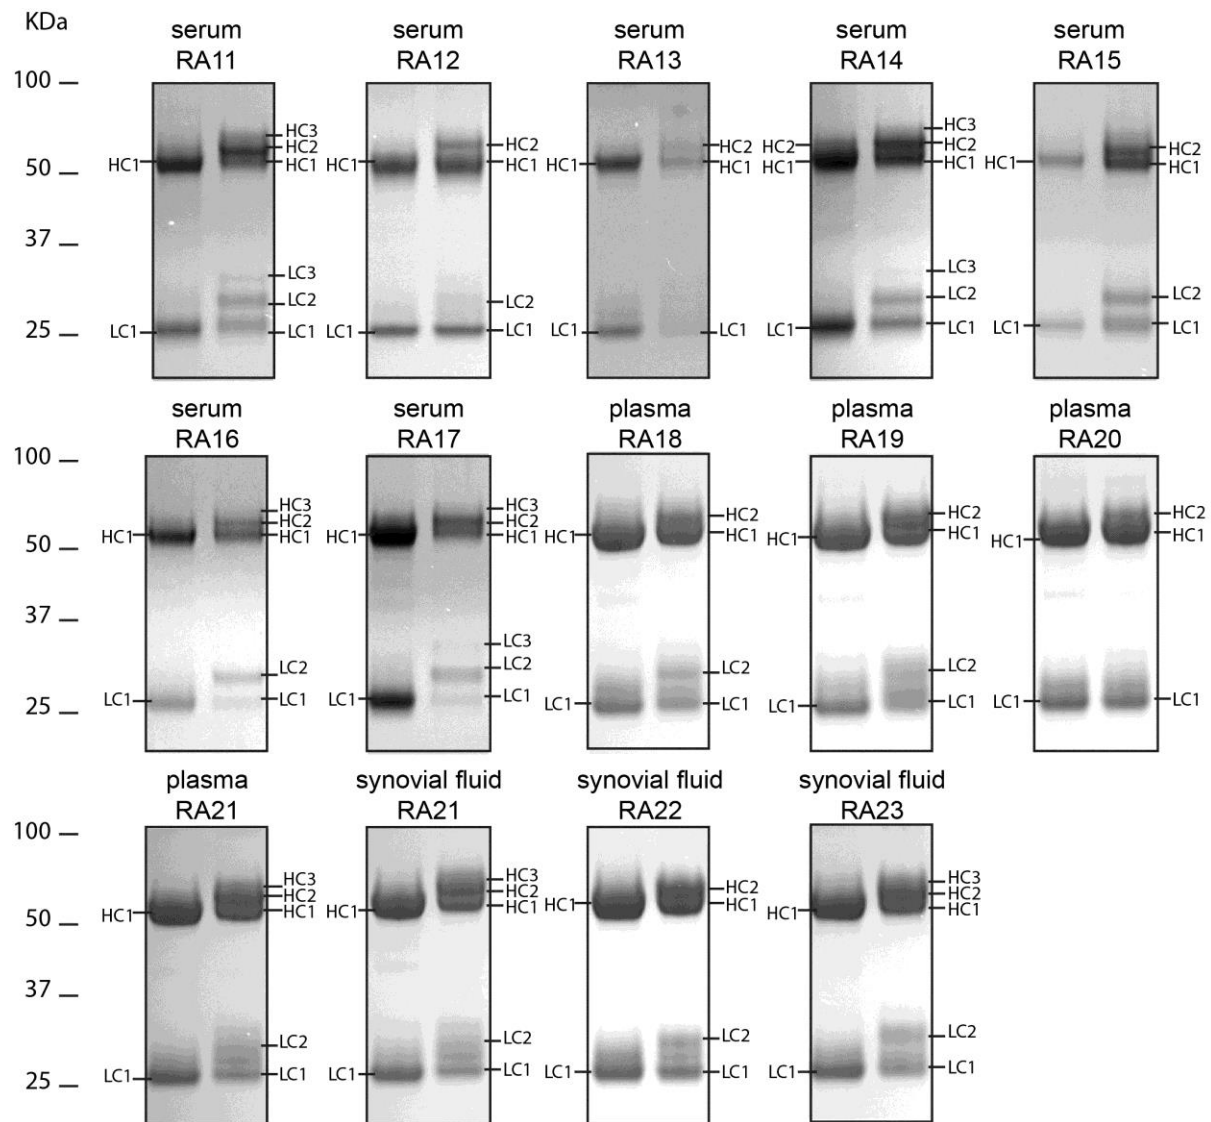 KDa
serum serum serum serum serum
RA11 RA12 RA13 RA14 RA15
100
HC3 HC3
HC2 HC2 HC2 HC2 HC2 HC2
HC1 HC1 HC1 HC1 HC1 HC1 HC1 HC1 HC1 HC1
50
37
LC3 LC3
LC2 LC2 LC2 LC2
25 LC1 LC1 LC1 LC1 LC1 LC1 LC1 LC1 LC1 LC1
serum serum plasma plasma plasma
RA16 RA17 RA18 RA19 RA20
100
HC3 HC3
HC2 HC2 HC2 HC2 HC2
HC1 HC1 HC1 HC1 HC1 HC1 HC1 HC1 HC1 HC1
50
37
LC3
LC2 LC2 LC2 LC2
25 LC1 LC1 LC1 LC1 LC1 LC1 LC1 LC1 LC1
plasma synovial fluid synovial fluid synovial fluid
RA21 RA21 RA22 RA23
100
HC3 HC3 HC3
HC2 HC2 HC2 HC2
HC1 HC1 HC1 HC1 HC1 HC1 HC1 HC1
50
37
LC2 LC2 LC2 LC2
25 LC1 LC1 LC1 LC1 LC1 LC1 LC1 LC1